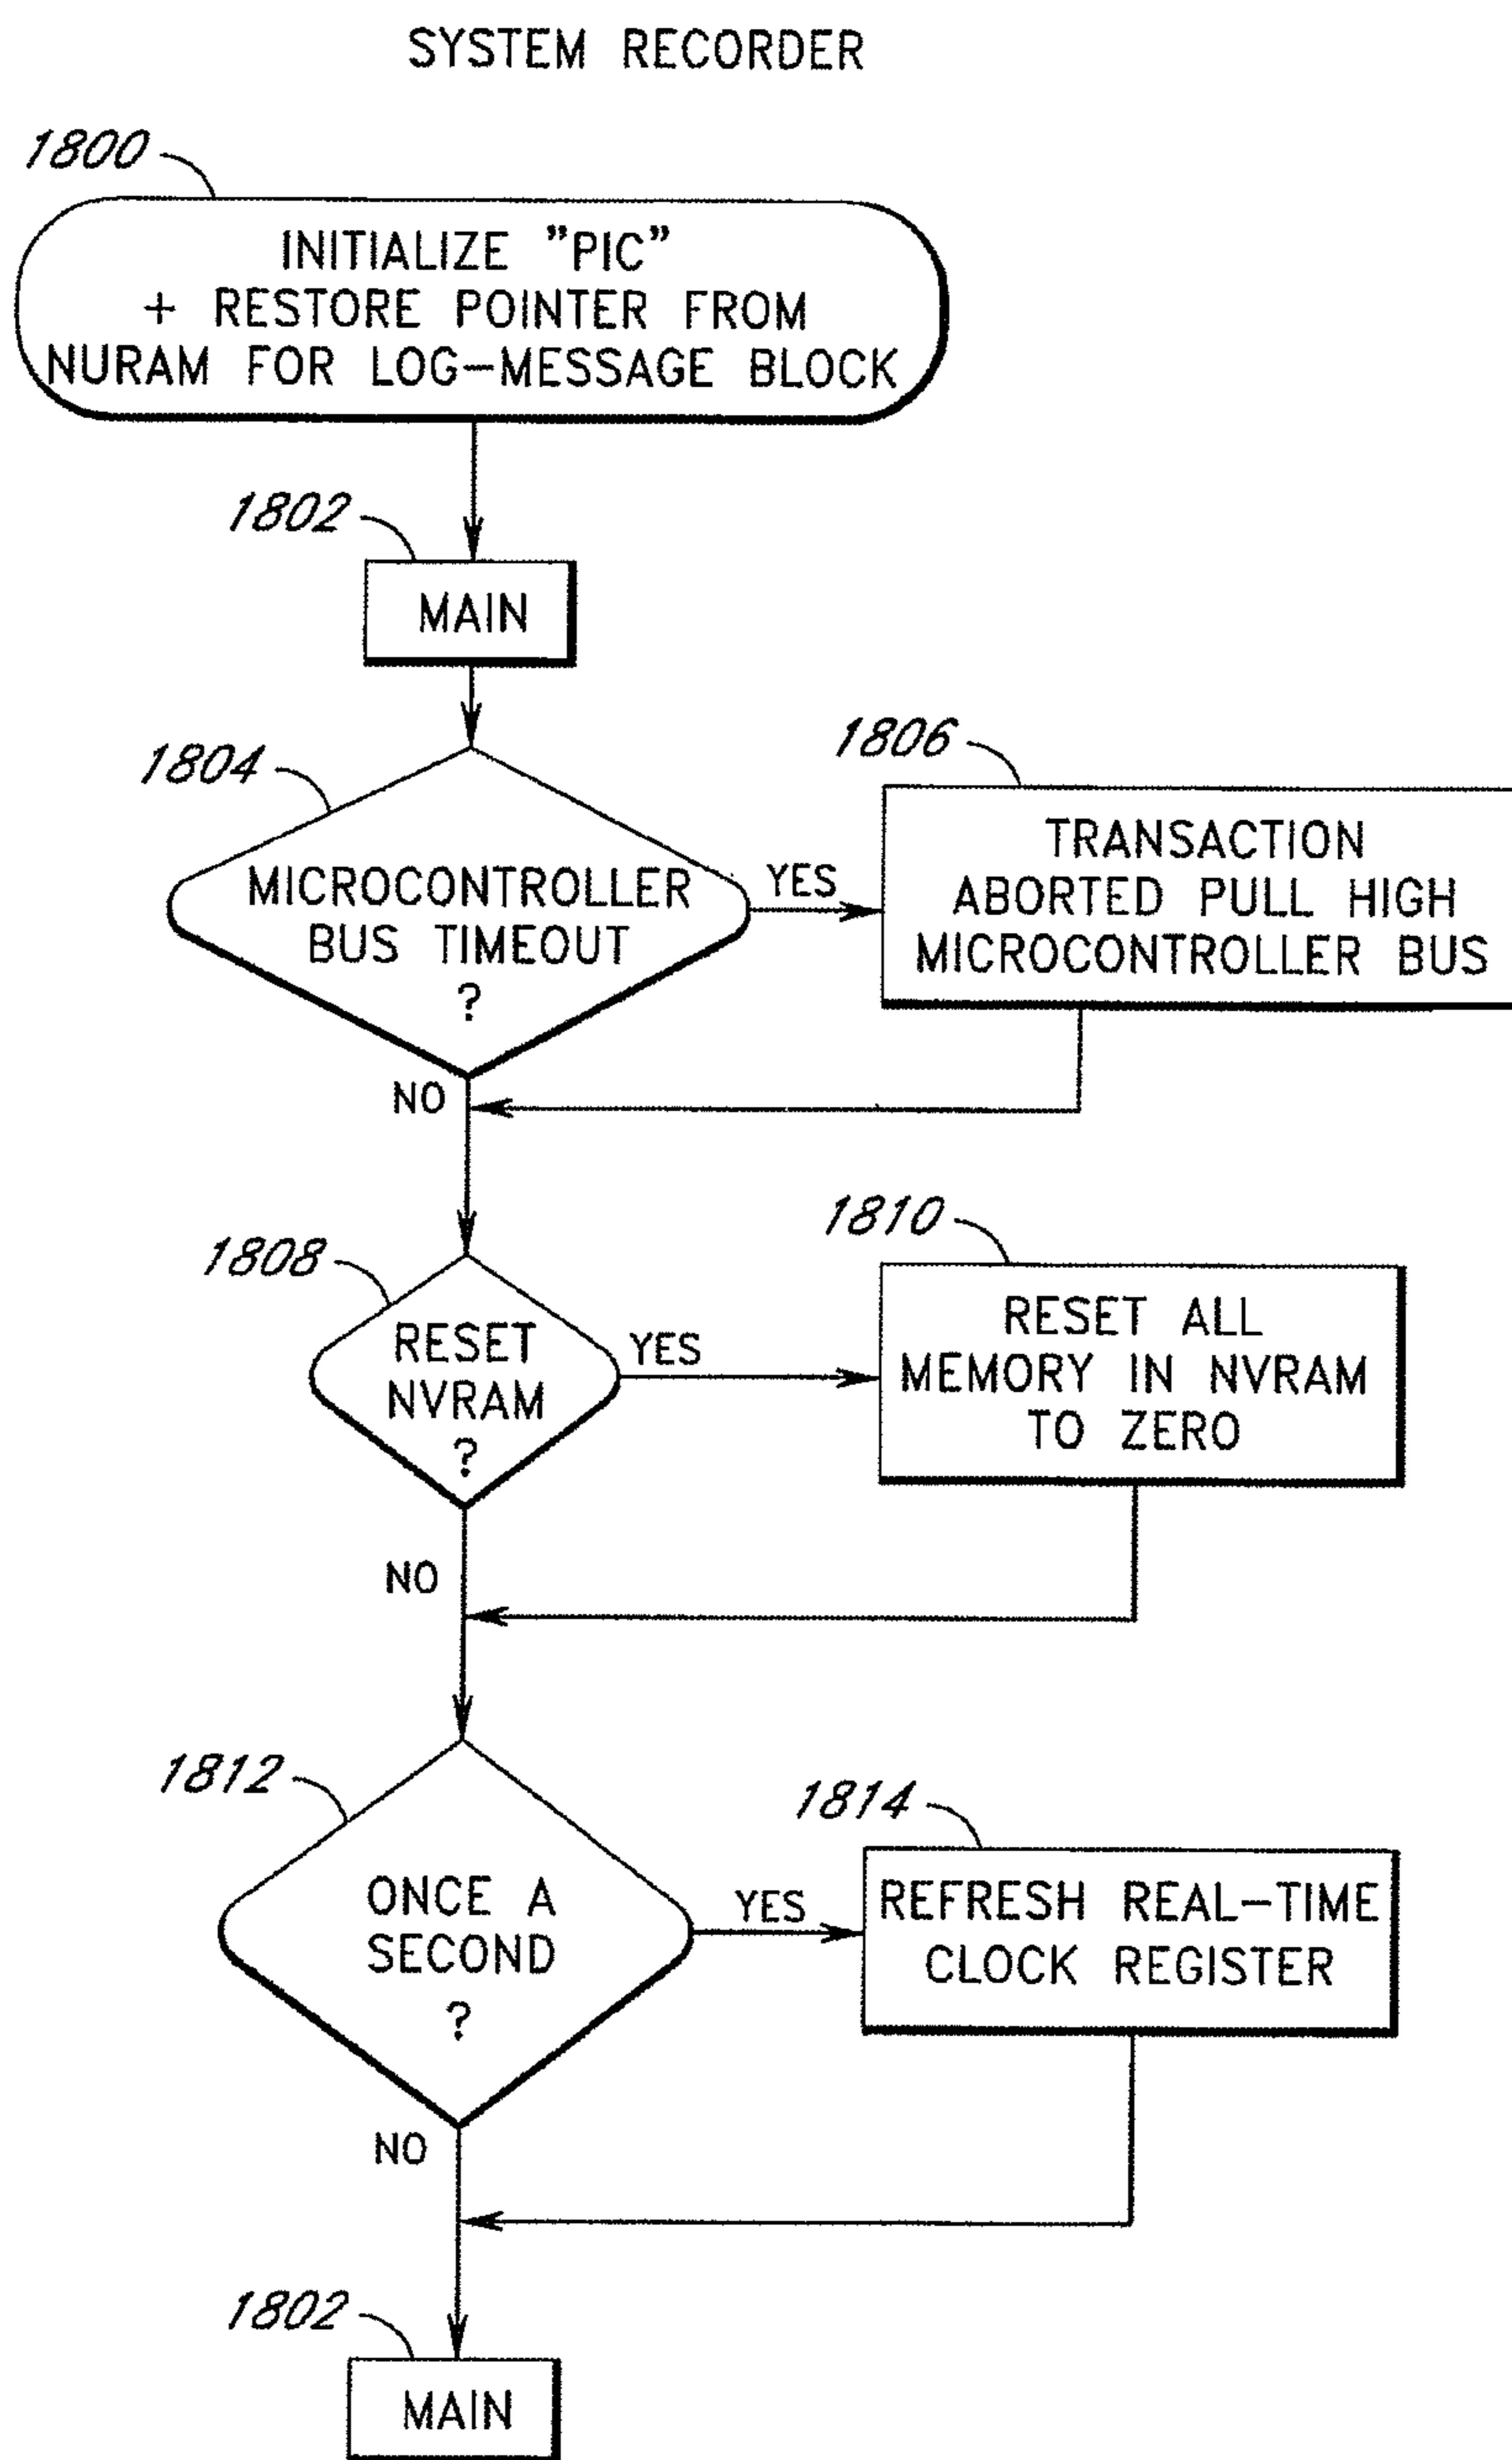 SYSTEM RECORDER
1800
INITIALIZE "PIC"
+ RESTORE POINTER FROM
NURAM FOR LOG-MESSAGE BLOCK
1802
MAIN
1804
MICROCONTROLLER
BUS TIMEOUT
?
YES
1806
TRANSACTION
ABORTED PULL HIGH
MICROCONTROLLER BUS
NO
1808
RESET
NVRAM
?
YES
1810
RESET ALL
MEMORY IN NVRAM
TO ZERO
NO
1812
ONCE A
SECOND
?
YES
1814
REFRESH REAL-TIME
CLOCK REGISTER
NO
1802
MAIN